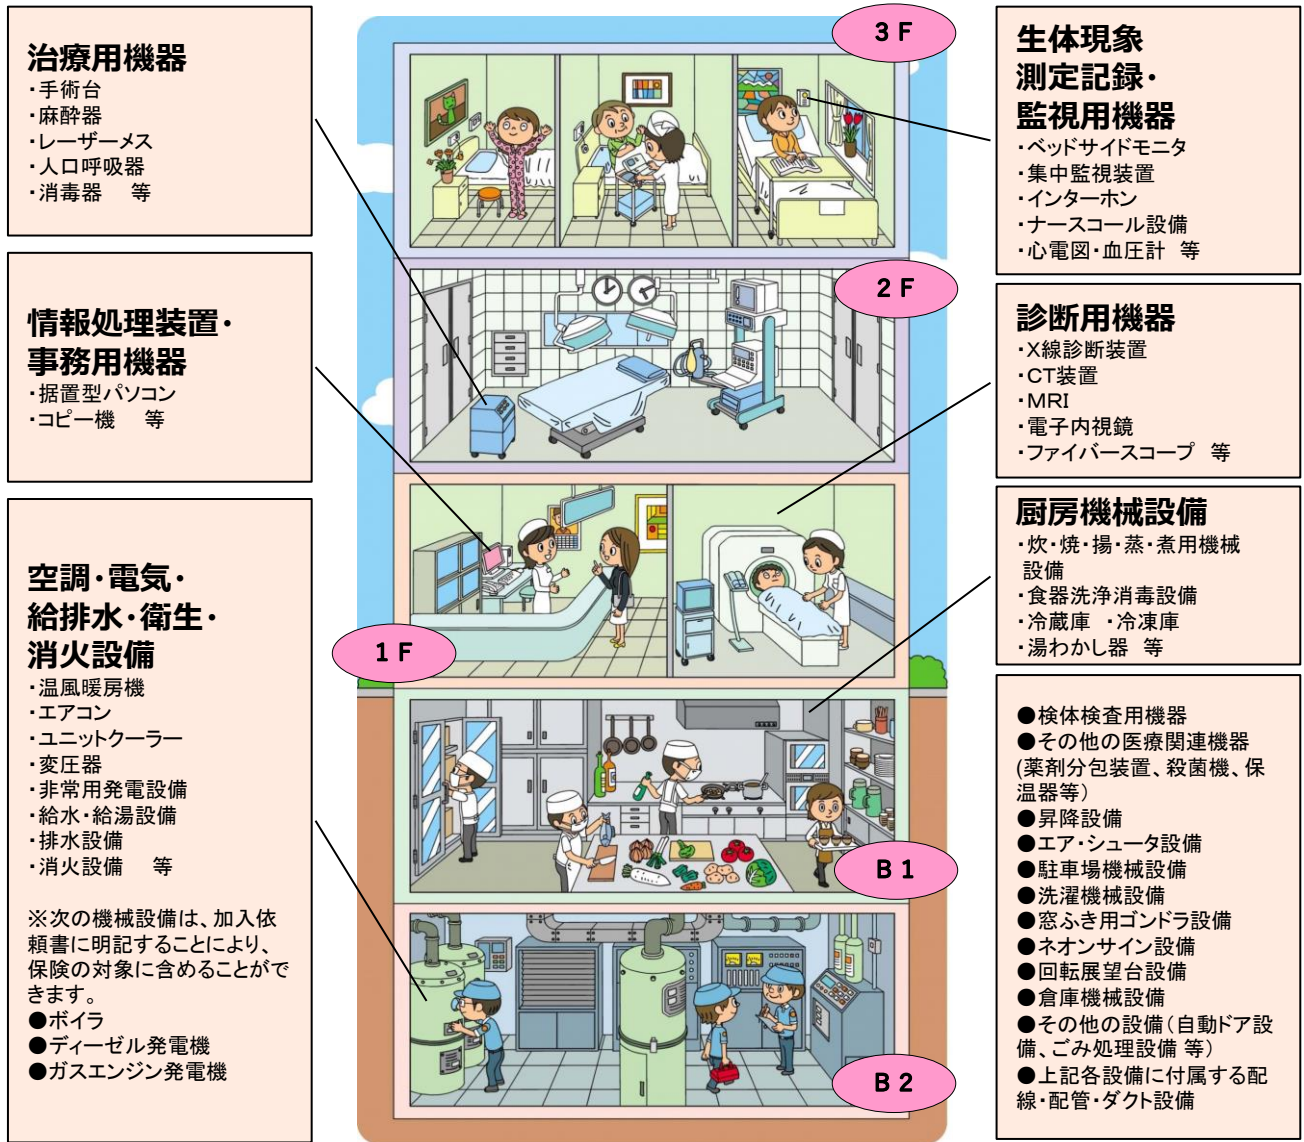 治療用機器
・手術台
・麻酔器
・レーザーメス
・人口呼吸器
・消毒器　等
情報処理装置・
事務用機器
・据置型パソコン
・コピー機　等
空調・電気・
給排水・衛生・
消火設備
・温風暖房機
・エアコン
・ユニットクーラー
・変圧器
・非常用発電設備
・給水・給湯設備
・排水設備
・消火設備　等
※次の機械設備は、加入依
頼書に明記することにより、
保険の対象に含めることがで
きます。
●ボイラ
●ディーゼル発電機
●ガスエンジン発電機
3F
2F
1F
B1
B2
生体現象
測定記録・
監視用機器
・ベッドサイドモニタ
・集中監視装置
・インターホン
・ナースコール設備
・心電図・血圧計　等
診断用機器
・X線診断装置
・CT装置
・MRI
・電子内視鏡
・ファイバースコープ　等
厨房機械設備
・炊・焼・揚・蒸・煮用機械
設備
・食器洗浄消毒設備
・冷蔵庫　・冷凍庫
・湯わかし器　等
●検体検査用機器
●その他の医療関連機器
(薬剤分包装置、殺菌機、保
温器等)
●昇降設備
●エア・シュータ設備
●駐車場機械設備
●洗濯機械設備
●窓ふき用ゴンドラ設備
●ネオンサイン設備
●回転展望台設備
●倉庫機械設備
●その他の設備(自動ドア設
備、ごみ処理設備 等)
●上記各設備に付属する配
線・配管・ダクト設備